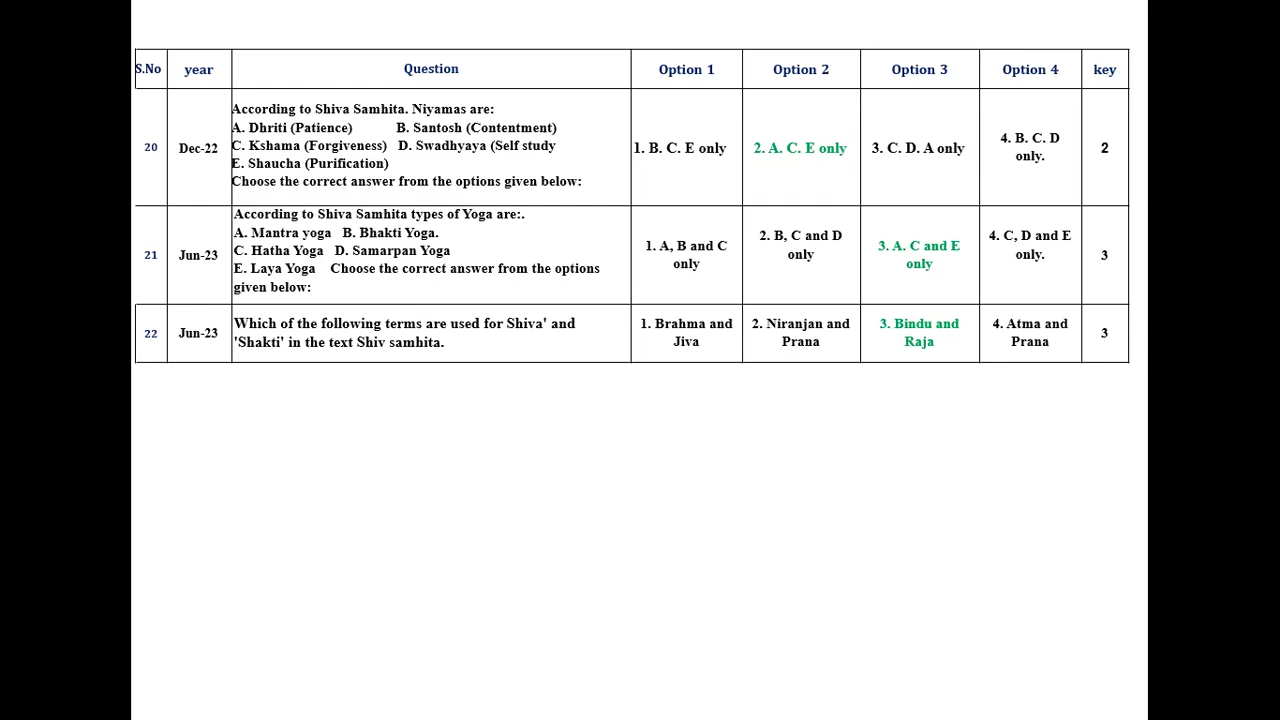 S.No year Question Option 1 Option 2 Option 3 Option 4 key
20 Dec-22
According to Shiva Samhita. Niyamas are:
A. Dhriti (Patience) B. Santosh (Contentment)
C. Kshama (Forgiveness) D. Swadhyaya (Self study
E. Shaucha (Purification)
Choose the correct answer from the options given below:
1. B. C. E only
2. A. C. E only
3. C. D. A only
4. B. C. D
only.
2
21 Jun-23
According to Shiva Samhita types of Yoga are:.
A. Mantra yoga B. Bhakti Yoga.
C. Hatha Yoga D. Samarpan Yoga
E. Laya Yoga Choose the correct answer from the options
given below:
1. A, B and C
only
2. B, C and D
only
3. A. C and E
only
4. C, D and E
only.
3
22 Jun-23
Which of the following terms are used for Shiva' and
'Shakti' in the text Shiv samhita.
1. Brahma and
Jiva
2. Niranjan and
Prana
3. Bindu and
Raja
4. Atma and
Prana
3